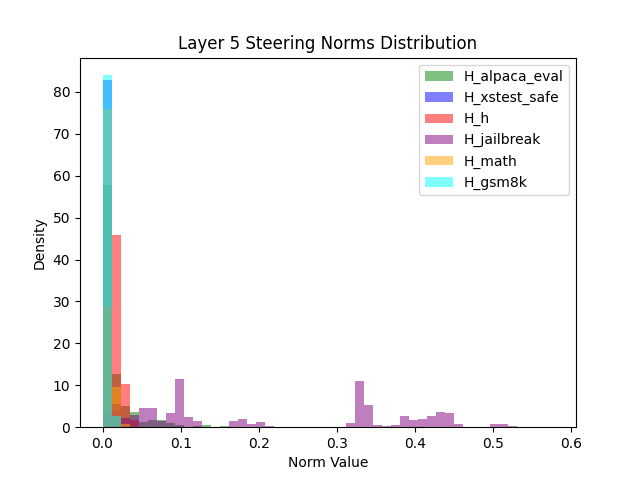 Layer 5 Steering Norms Distribution
H_alpaca_eval
H_xstest_safe
H_h
H_jailbreak
H_math
H_gsm8k
80
70
60
50
40
30
20
10
0
Density
0.0 0.1 0.2 0.3 0.4 0.5 0.6
Norm Value